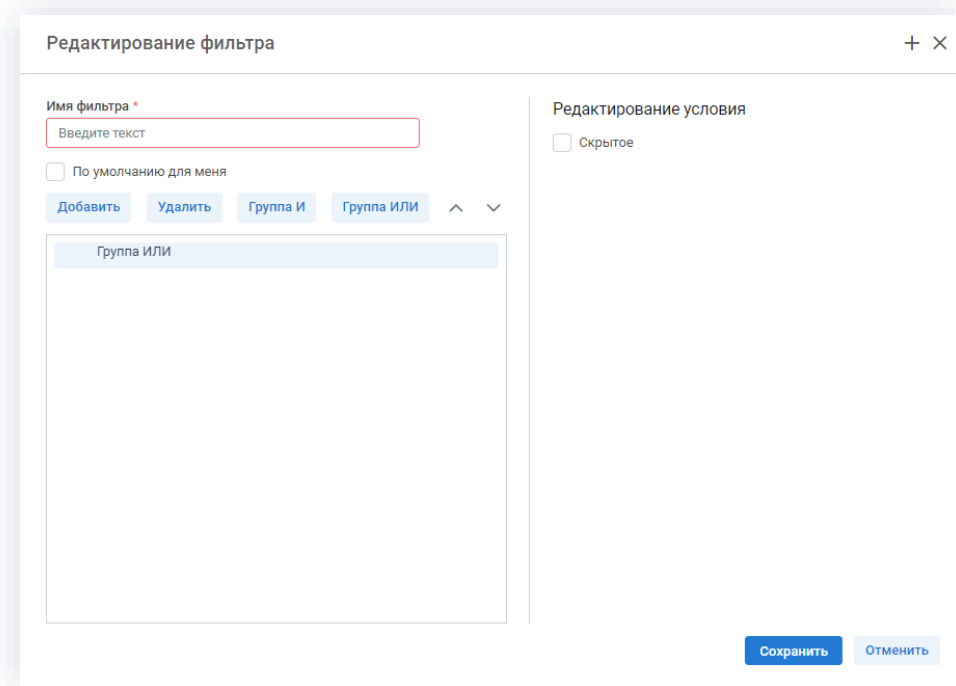 Редактирование фильтра
Имя фильтра *
Введите текст
По умолчанию для меня
Добавить Удалить Группа И Группа ИЛИ
Группа ИЛИ
Редактирование условия
Скрытое
Сохранить Отменить